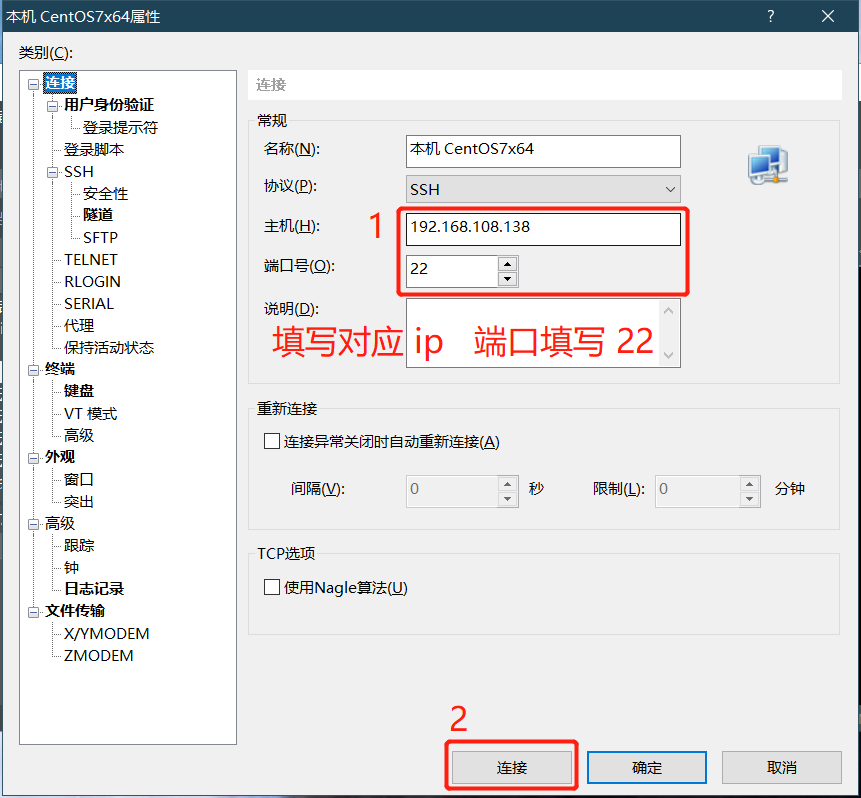 本机 CentOS7x64属性
?
类别(C):
连接
用户身份验证
登录提示符
登录脚本
SSH
安全性
隧道
SFTP
TELNET
RLOGIN
SERIAL
代理
保持活动状态
终端
键盘
VT 模式
高级
外观
窗口
突出
高级
跟踪
钟
日志记录
文件传输
X/YMODEM
ZMODEM
连接
常规
名称(N): 本机 CentOS7x64
协议(P): SSH
1
主机(H): 192.168.108.138
端口号(O): 22
说明(D):
填写对应 ip 端口填写 22
重新连接
连接异常关闭时自动重新连接(A)
间隔(V): 0 秒 限制(L): 0 分钟
TCP选项
使用Nagle算法(U)
2
连接 确定 取消